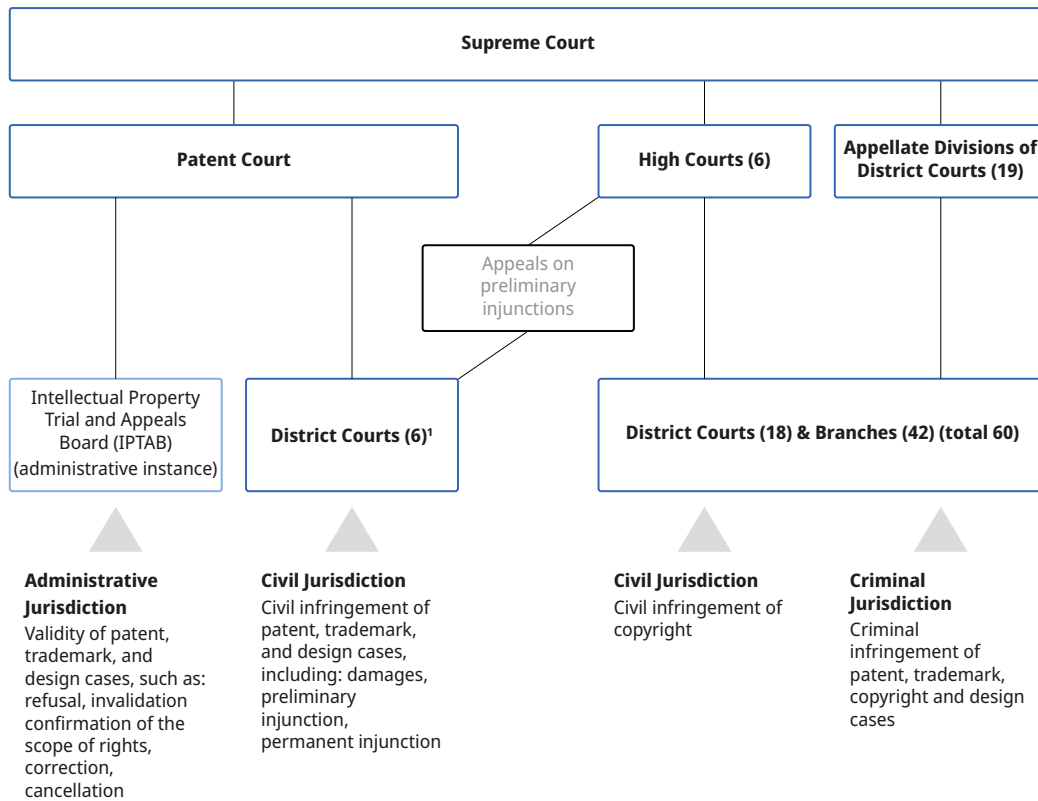 Supreme Court
Patent Court
High Courts (6)
Appellate Divisions of
District Courts (19)
Appeals on
preliminary
injunctions
Intellectual Property
Trial and Appeals
Board (IPTAB)
(administrative instance)
District Courts (6)¹
District Courts (18) & Branches (42) (total 60)
Administrative
Jurisdiction
Validity of patent,
trademark, and
design cases, such as:
refusal, invalidation
confirmation of the
scope of rights,
correction,
cancellation
Civil Jurisdiction
Civil infringement of
patent, trademark,
and design cases,
including: damages,
preliminary
injunction,
permanent injunction
Civil Jurisdiction
Civil infringement of
copyright
Criminal
Jurisdiction
Criminal
infringement of
patent, trademark,
copyright and design
cases